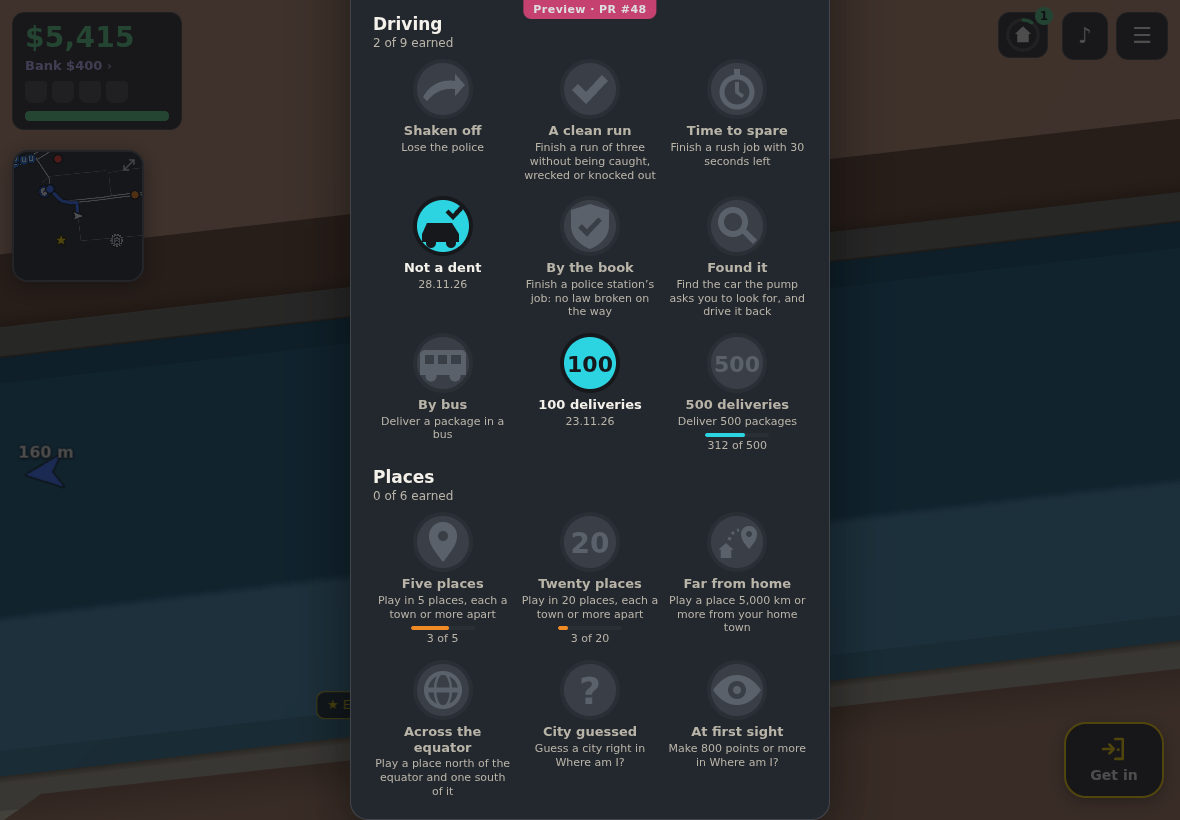 Preview · PR #48
$5,415
Bank $400 ›
1
160 m
Get in
Driving
2 of 9 earned
Shaken off
Lose the police
A clean run
Finish a run of three
without being caught,
wrecked or knocked out
Time to spare
Finish a rush job with 30
seconds left
Not a dent
28.11.26
By the book
Finish a police station’s
job: no law broken on
the way
Found it
Find the car the pump
asks you to look for, and
drive it back
By bus
Deliver a package in a
bus
100
100 deliveries
23.11.26
500
500 deliveries
Deliver 500 packages
312 of 500
Places
0 of 6 earned
Five places
Play in 5 places, each a
town or more apart
3 of 5
20
Twenty places
Play in 20 places, each a
town or more apart
3 of 20
Far from home
Play a place 5,000 km or
more from your home
town
Across the
equator
Play a place north of the
equator and one south
of it
?
City guessed
Guess a city right in
Where am I?
At first sight
Make 800 points or more
in Where am I?